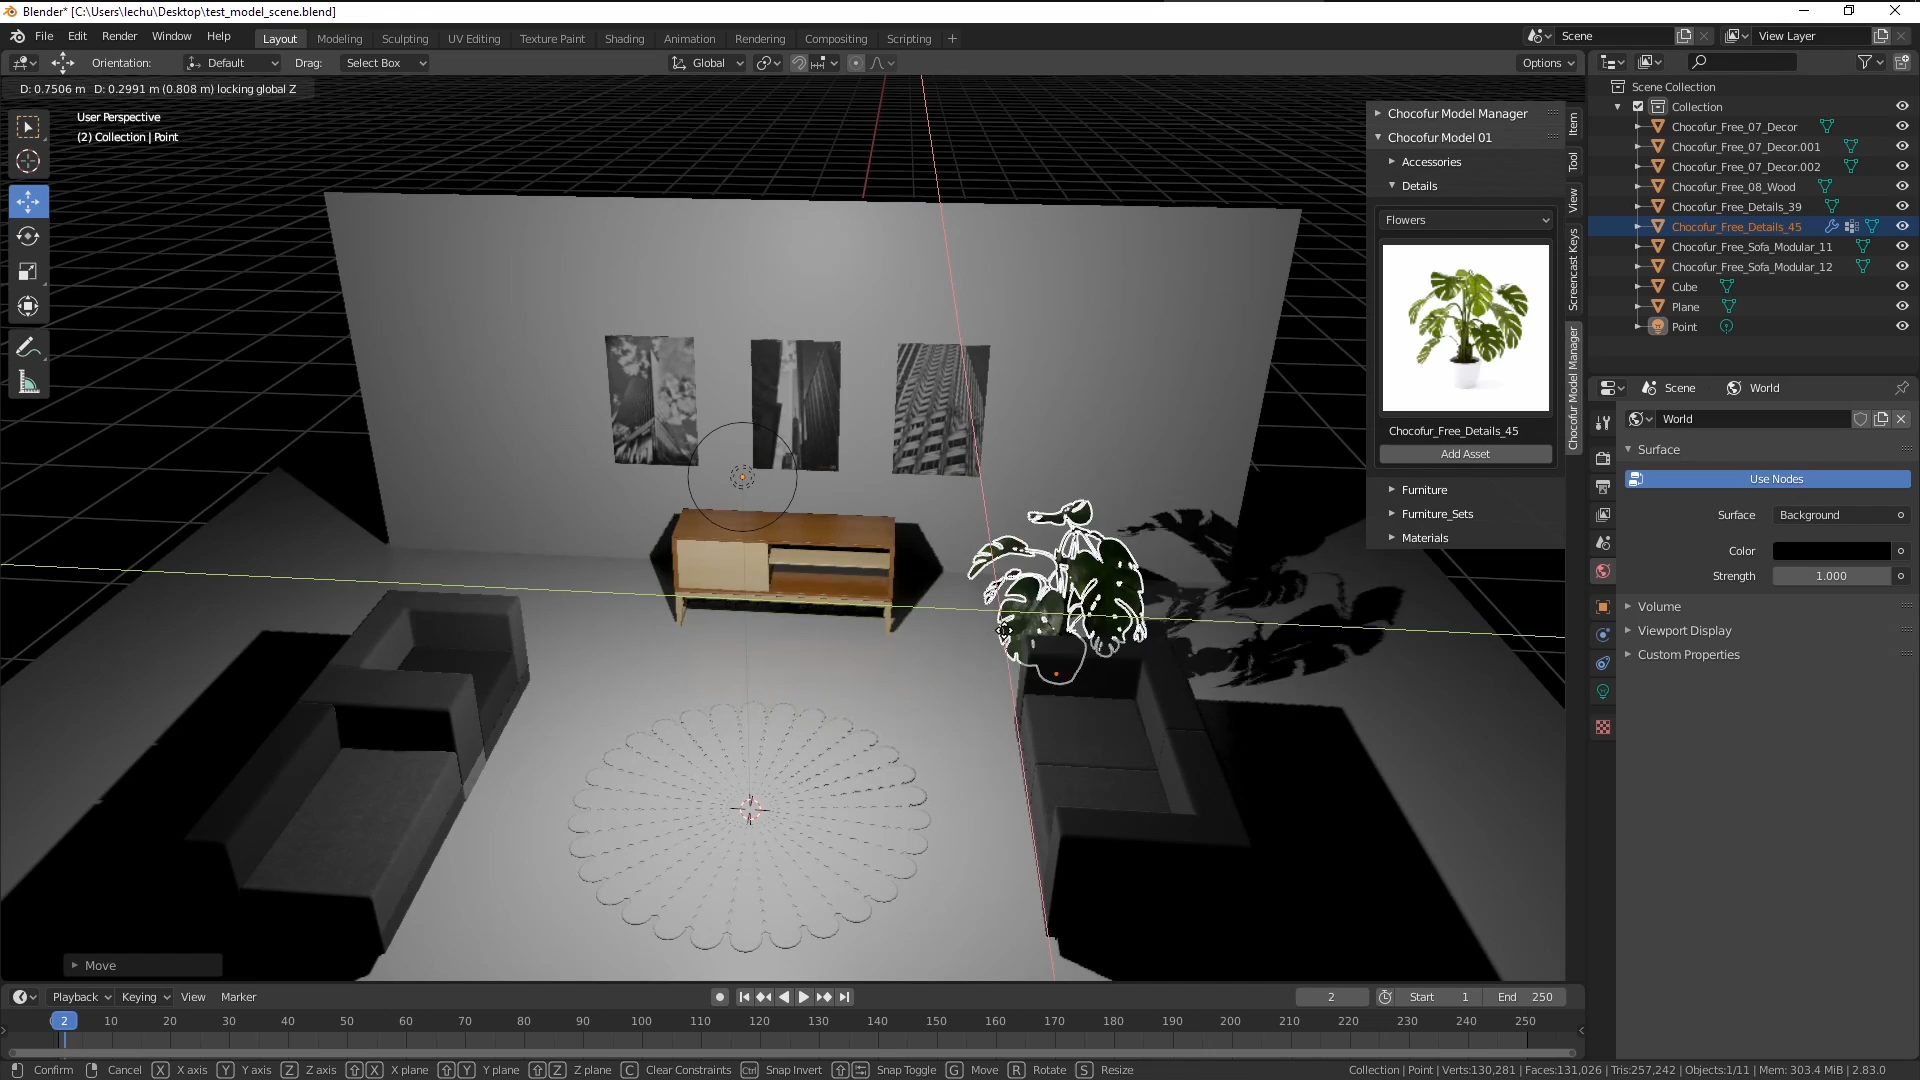 Blender* [C:\Users\lechu\Desktop\test_model_scene.blend]
File Edit Render Window Help Layout Modeling Sculpting UV Editing Texture Paint Shading Animation Rendering Compositing Scripting + Scene View Layer
Orientation: Default Drag: Select Box Global Options
D: 0.7506 m D: 0.2991 m (0.808 m) locking global Z
User Perspective
(2) Collection | Point
Chocofur Model Manager
Chocofur Model 01
Accessories
Details
Flowers
Chocofur_Free_Details_45
Add Asset
Furniture
Furniture_Sets
Materials
Item
Tool
View
Screencast Keys
Chocofur Model Manager
Scene Collection
Collection
Chocofur_Free_07_Decor
Chocofur_Free_07_Decor.001
Chocofur_Free_07_Decor.002
Chocofur_Free_08_Wood
Chocofur_Free_Details_39
Chocofur_Free_Details_45
Chocofur_Free_Sofa_Modular_11
Chocofur_Free_Sofa_Modular_12
Cube
Plane
Point
Scene World
World
Surface
Use Nodes
Surface Background
Color
Strength 1.000
Volume
Viewport Display
Custom Properties
Move
Playback Keying View Marker 2 Start 1 End 250
2 10 20 30 40 50 60 70 80 90 100 110 120 130 140 150 160 170 180 190 200 210 220 230 240 250
Confirm Cancel X X axis Y Y axis Z Z axis X X plane Y Y plane Z Z plane C Clear Constraints Ctrl Snap Invert Snap Toggle G Move R Rotate S Resize Collection | Point | Verts:130,281 | Faces:131,026 | Tris:257,242 | Objects:1/11 | Mem: 303.4 MiB | 2.83.0